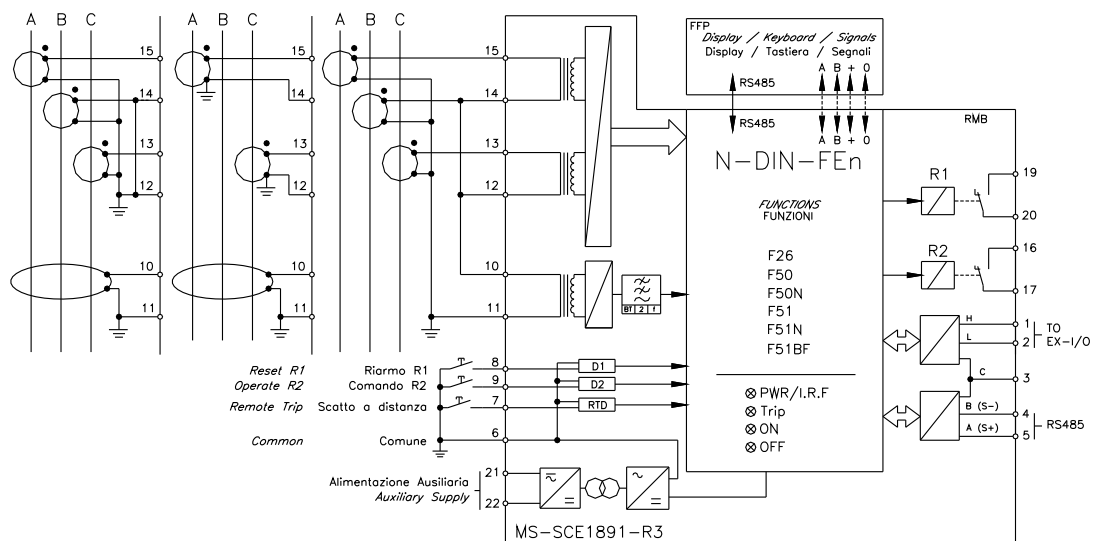 A B C
15
14
13
12
10
11
A B C
15
14
13
12
10
11
A B C
15
14
13
12
10
11
FFP
Display / Keyboard / Signals
Display / Tastiera / Segnali
A B + 0
RS485
RS485
A B + 0
RMB
N-DIN-FEn
FUNCTIONS
FUNZIONI
F26
F50
F50N
F51
F51N
F51BF
PWR/I.R.F
Trip
ON
OFF
BT 2 f
R1
19
20
R2
16
17
H
1
L
2
TO
EX-I/O
C
3
B (S-)
4
A (S+)
5
RS485
Reset R1 Riarmo R1 8 D1
Operate R2 Comando R2 9 D2
Remote Trip Scatto a distanza 7 RTD
Common Comune 6
Alimentazione Ausiliaria
Auxiliary Supply
21
22
MS-SCE1891-R3